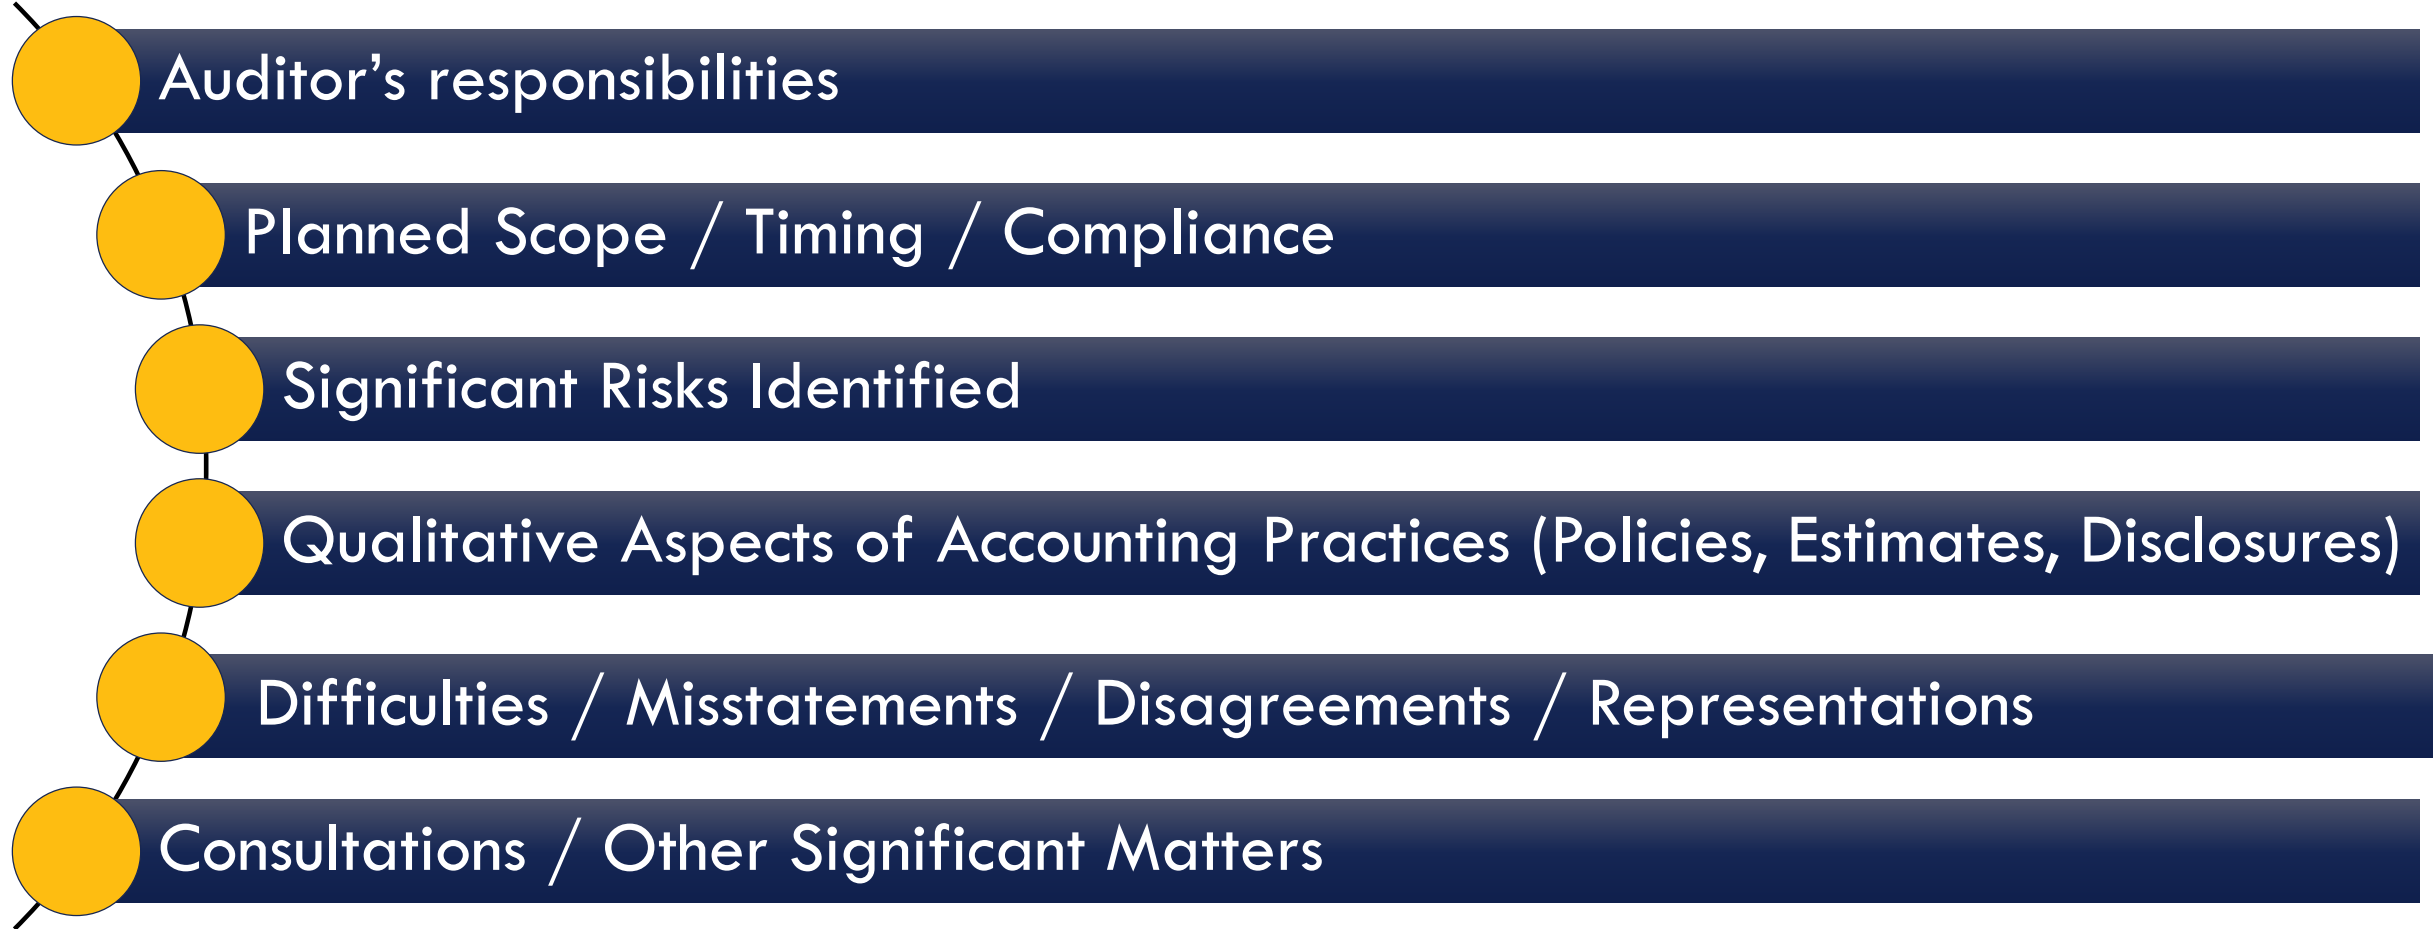 Auditor’s responsibilities
Planned Scope / Timing / Compliance
Significant Risks Identified
Qualitative Aspects of Accounting Practices (Policies, Estimates, Disclosures)
Difficulties / Misstatements / Disagreements / Representations
Consultations / Other Significant Matters